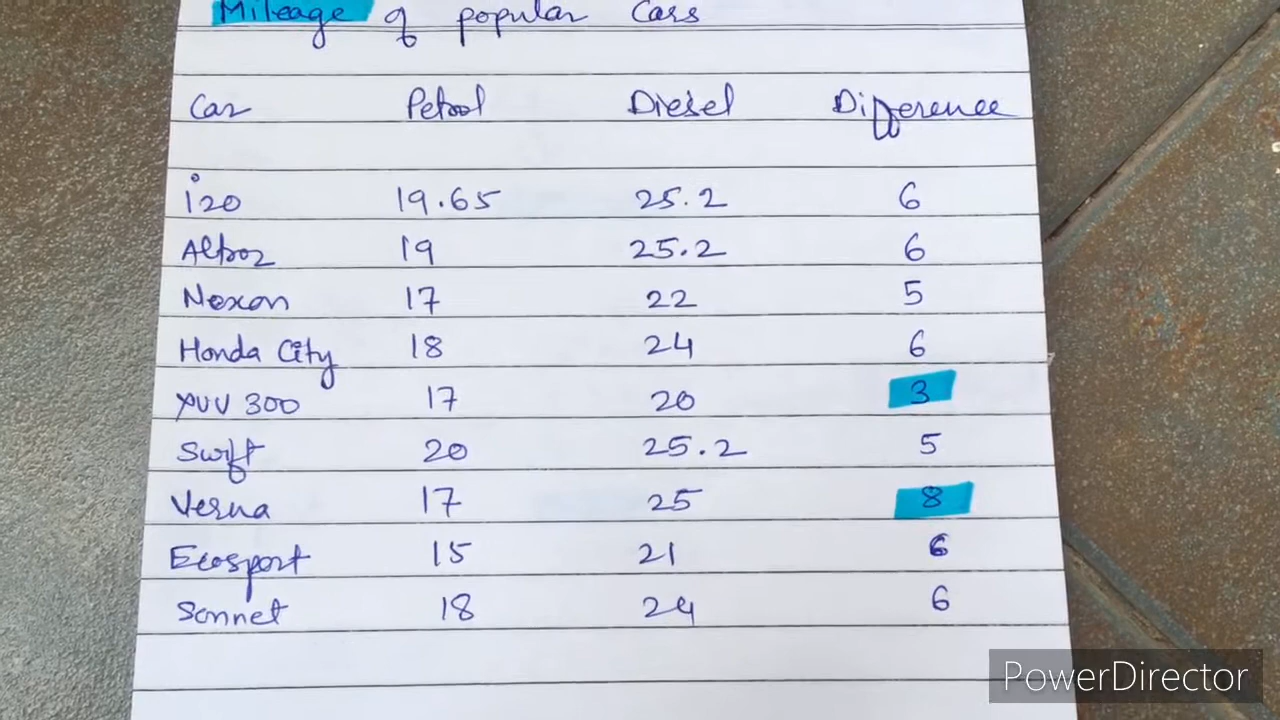 Mileage of popular Cars
Car Petrol Diesel Difference
i20 19.65 25.2 6
Altroz 19 25.2 6
Nexon 17 22 5
Honda City 18 24 6
XUV 300 17 20 3
Swift 20 25.2 5
Verna 17 25 8
Ecosport 15 21 6
Sonnet 18 24 6
PowerDirector